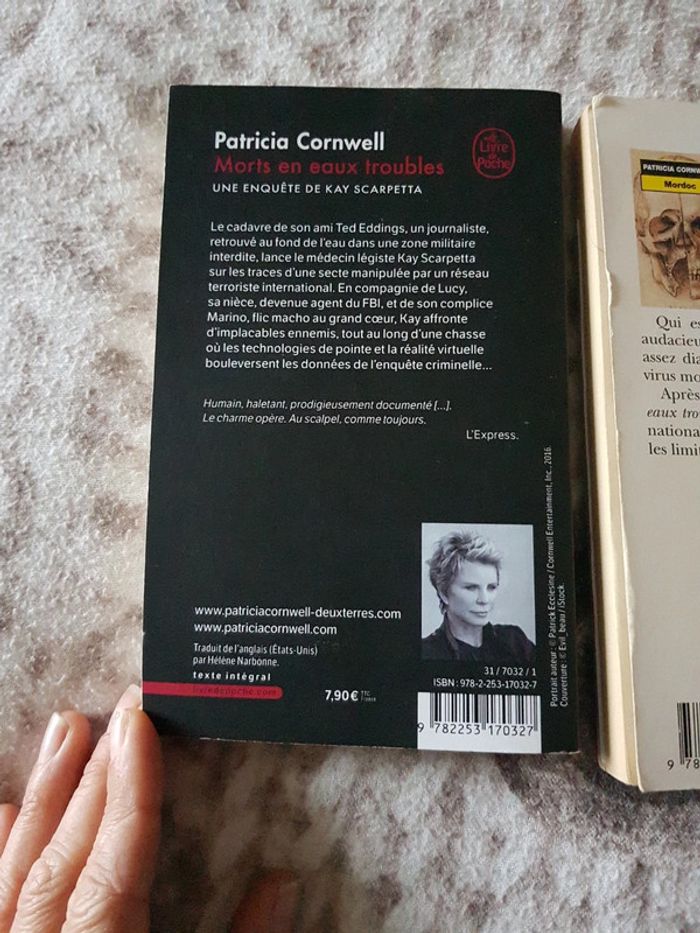 Patricia Cornwell
Morts en eaux troubles
UNE ENQUÊTE DE KAY SCARPETTA
Le Livre de Poche
Le cadavre de son ami Ted Eddings, un journaliste,
retrouvé au fond de l'eau dans une zone militaire
interdite, lance le médecin légiste Kay Scarpetta
sur les traces d'une secte manipulée par un réseau
terroriste international. En compagnie de Lucy,
sa nièce, devenue agent du FBI, et de son complice
Marino, flic macho au grand cœur, Kay affronte
d'implacables ennemis, tout au long d'une chasse
où les technologies de pointe et la réalité virtuelle
bouleversent les données de l'enquête criminelle...
Humain, haletant, prodigieusement documenté [...].
Le charme opère. Au scalpel, comme toujours.
L'Express.
www.patriciacornwell-deuxterres.com
www.patriciacornwell.com
Traduit de l'anglais (États-Unis)
par Hélène Narbonne.
texte intégral
livredepoche.com
7,90 € TTC
France
31 / 7032 / 1
ISBN : 978-2-253-17032-7
9 782253 170327
Portrait auteur : © Patrick Ecclesine / Cornwell Entertainment, Inc., 2016.
Couverture : © Evil_beau / iStock.
PATRICIA CORNW
Mordoc
Qui es
audacieu
assez dia
virus mo
Après
eaux tro
nationa
les limit
9 78